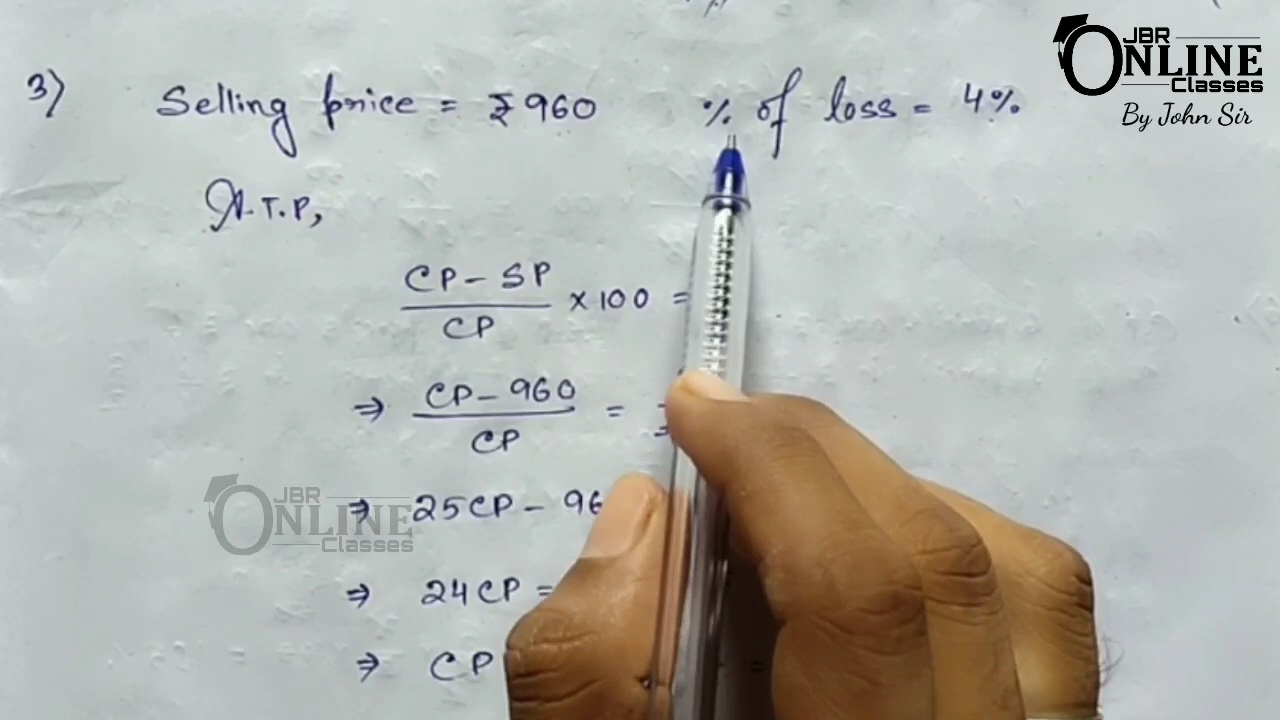 JBR
ONLINE
Classes
By John Sir
3) Selling price = ₹960 % of loss = 4%
A.T.P,
CP - SP
CP
× 100 =
⇒ CP - 960
CP
=
⇒ 25CP - 96
JBR
ONLINE
Classes
⇒ 24CP =
⇒ CP =